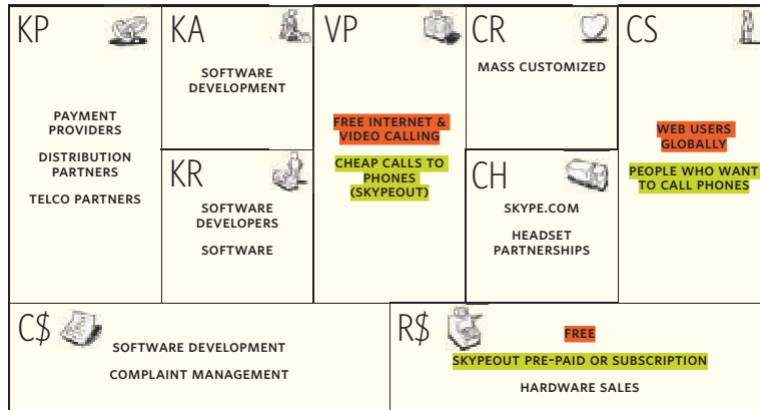 KP
PAYMENT
PROVIDERS
DISTRIBUTION
PARTNERS
TELCO PARTNERS
KA
SOFTWARE
DEVELOPMENT
KR
SOFTWARE
DEVELOPERS
SOFTWARE
VP
FREE INTERNET &
VIDEO CALLING
CHEAP CALLS TO
PHONES
(SKYPEOUT)
CR
MASS CUSTOMIZED
CH
SKYPE.COM
HEADSET
PARTNERSHIPS
CS
WEB USERS
GLOBALLY
PEOPLE WHO WANT
TO CALL PHONES
C$
SOFTWARE DEVELOPMENT
COMPLAINT MANAGEMENT
R$
FREE
SKYPEOUT PRE-PAID OR SUBSCRIPTION
HARDWARE SALES